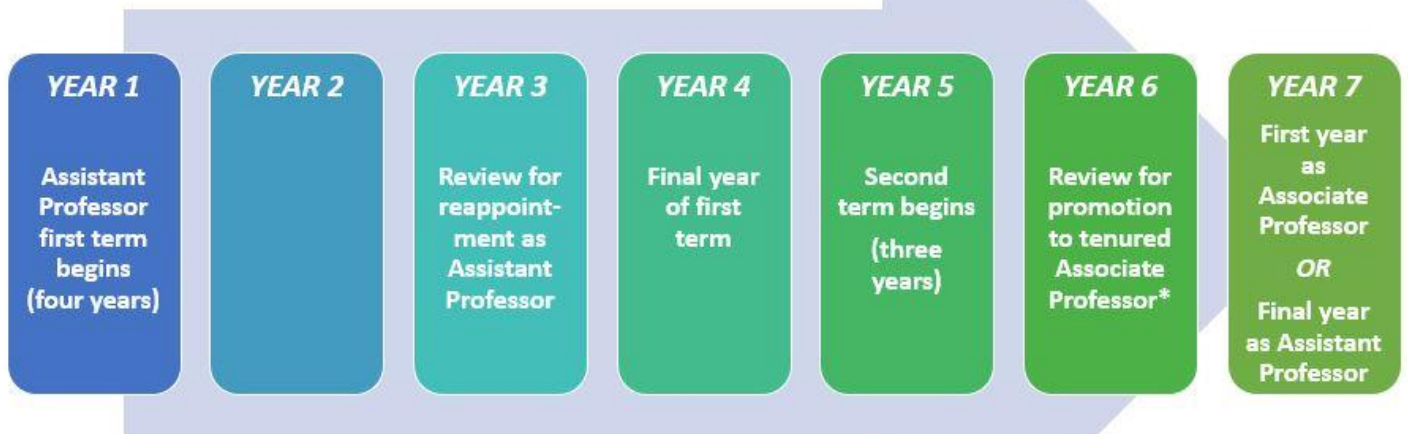 YEAR 1
Assistant
Professor
first term
begins
(four years)
YEAR 2
YEAR 3
Review for
reappoint-
ment as
Assistant
Professor
YEAR 4
Final year
of first
term
YEAR 5
Second
term begins
(three
years)
YEAR 6
Review for
promotion
to tenured
Associate
Professor*
YEAR 7
First year
as
Associate
Professor
OR
Final year
as Assistant
Professor